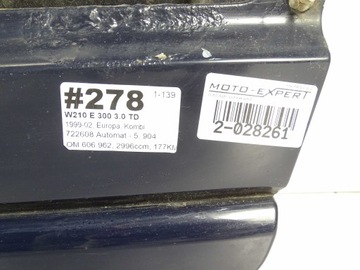 #278 1-139
W210 E 300 3.0 TD
1999-02, Europa, Kombi
722608 Automat - 5, 904
OM 606 962, 2996ccm, 177KM
MOTO-EXPERT
2-028261